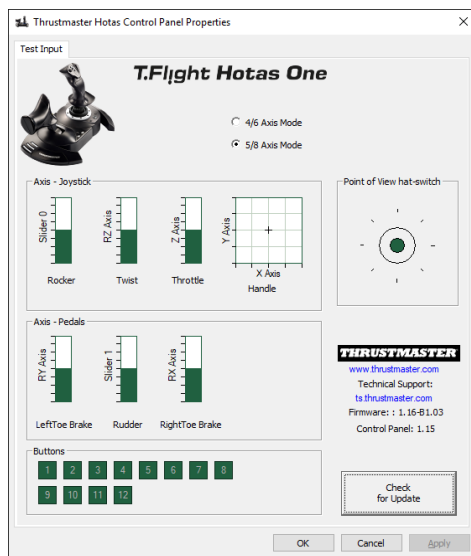 Thrustmaster Hotas Control Panel Properties
Test Input
T.Flight Hotas One
4/6 Axis Mode
5/8 Axis Mode
Axis - Joystick
Slider 0
RZ Axis
Z Axis
Y Axis
X Axis
Rocker
Twist
Throttle
Handle
Point of View hat-switch
Axis - Pedals
RY Axis
Slider 1
RX Axis
LeftToe Brake
Rudder
RightToe Brake
THRUSTMASTER
www.thrustmaster.com
Technical Support:
ts.thrustmaster.com
Firmware: : 1.16-B1.03
Control Panel: 1.15
Buttons
1 2 3 4 5 6 7 8
9 10 11 12
Check
for Update
OK Cancel Apply